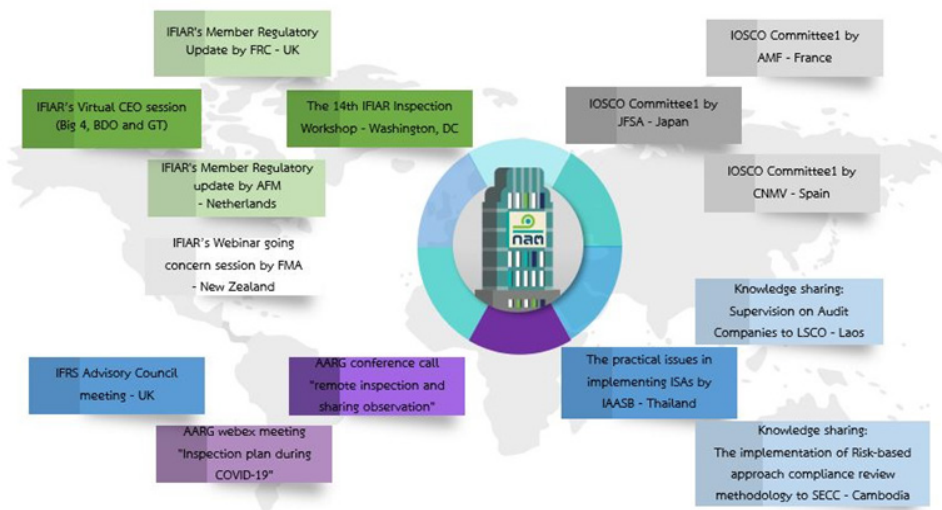 IFIAR's Member Regulatory
Update by FRC - UK
IOSCO Committee1 by
AMF - France
IFIAR's Virtual CEO session
(Big 4, BDO and GT)
The 14th IFIAR Inspection
Workshop - Washington, DC
IOSCO Committee1 by
JFSA - Japan
IFIAR's Member Regulatory
update by AFM
- Netherlands
IOSCO Committee1 by
CNMV - Spain
กลต
IFIAR's Webinar going
concern session by FMA
- New Zealand
Knowledge sharing:
Supervision on Audit
Companies to LSCO - Laos
IFRS Advisory Council
meeting - UK
AARG conference call
"remote inspection and
sharing observation"
The practical issues in
implementing ISAs by
IAASB - Thailand
AARG webex meeting
"Inspection plan during
COVID-19"
Knowledge sharing:
The implementation of Risk-based
approach compliance review
methodology to SECC - Cambodia